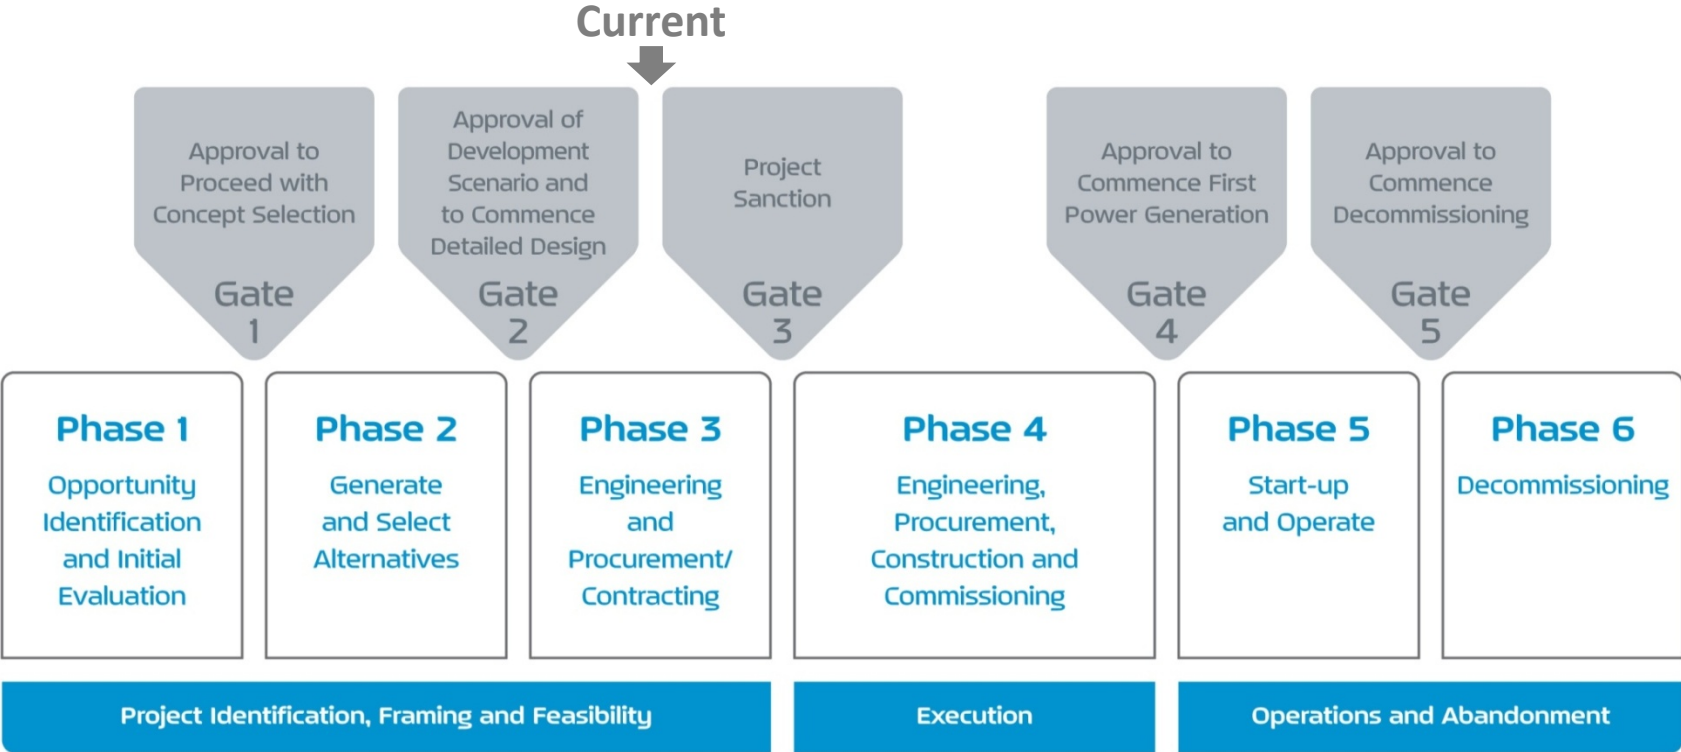 Current
Approval to
Proceed with
Concept Selection
Gate
1
Approval of
Development
Scenario and
to Commence
Detailed Design
Gate
2
Project
Sanction
Gate
3
Approval to
Commence First
Power Generation
Gate
4
Approval to
Commence
Decommissioning
Gate
5
Phase 1
Opportunity
Identification
and Initial
Evaluation
Phase 2
Generate
and Select
Alternatives
Phase 3
Engineering
and
Procurement/
Contracting
Phase 4
Engineering,
Procurement,
Construction and
Commissioning
Phase 5
Start-up
and Operate
Phase 6
Decommissioning
Project Identification, Framing and Feasibility
Execution
Operations and Abandonment